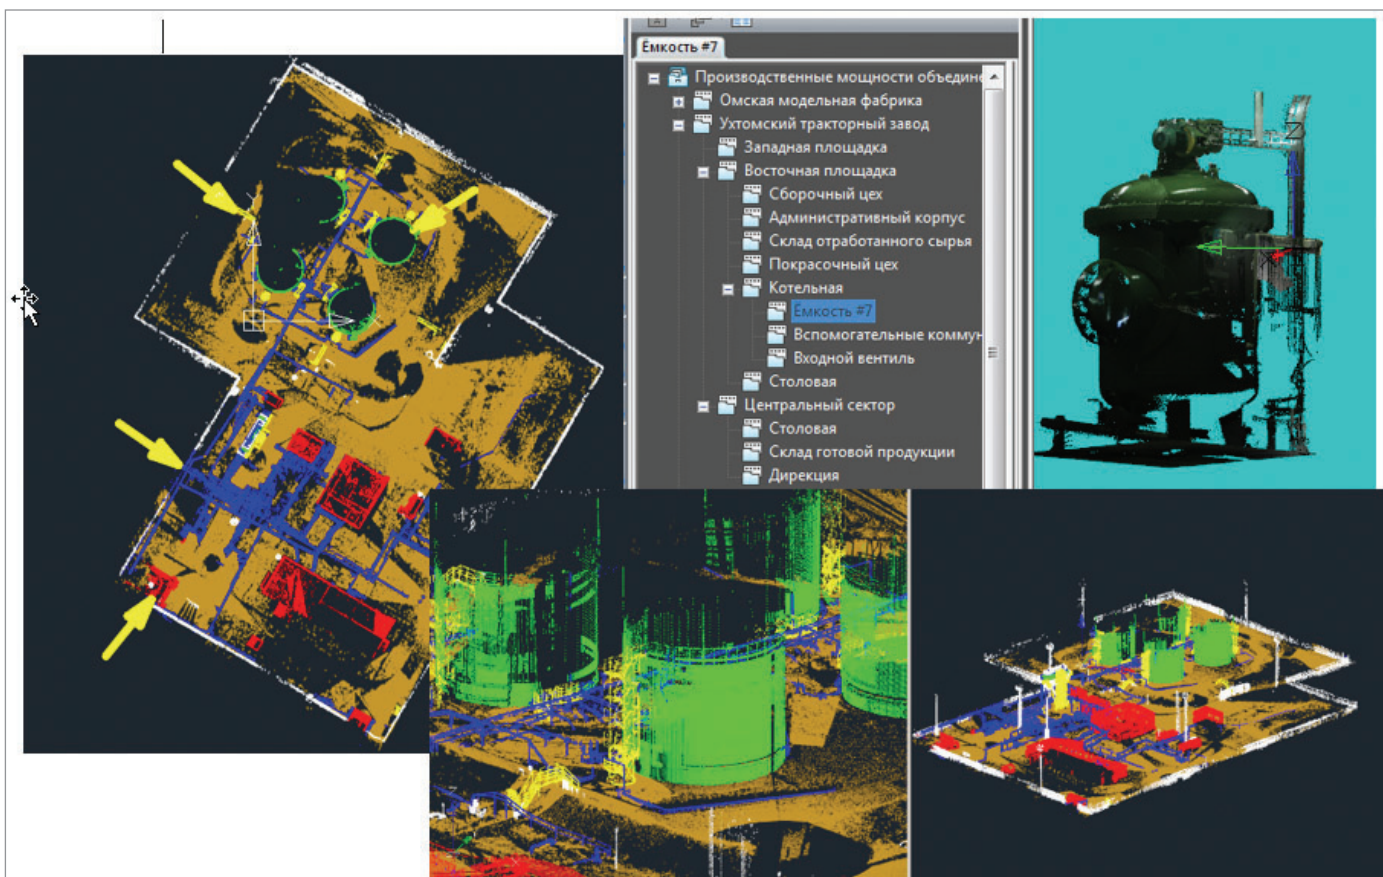 Ёмкость #7
Производственные мощности объедине
Омская модельная фабрика
Ухтомский тракторный завод
Западная площадка
Восточная площадка
Сборочный цех
Административный корпус
Склад отработанного сырья
Покрасочный цех
Котельная
Ёмкость #7
Вспомогательные коммун
Входной вентиль
Столовая
Центральный сектор
Столовая
Склад готовой продукции
Дирекция